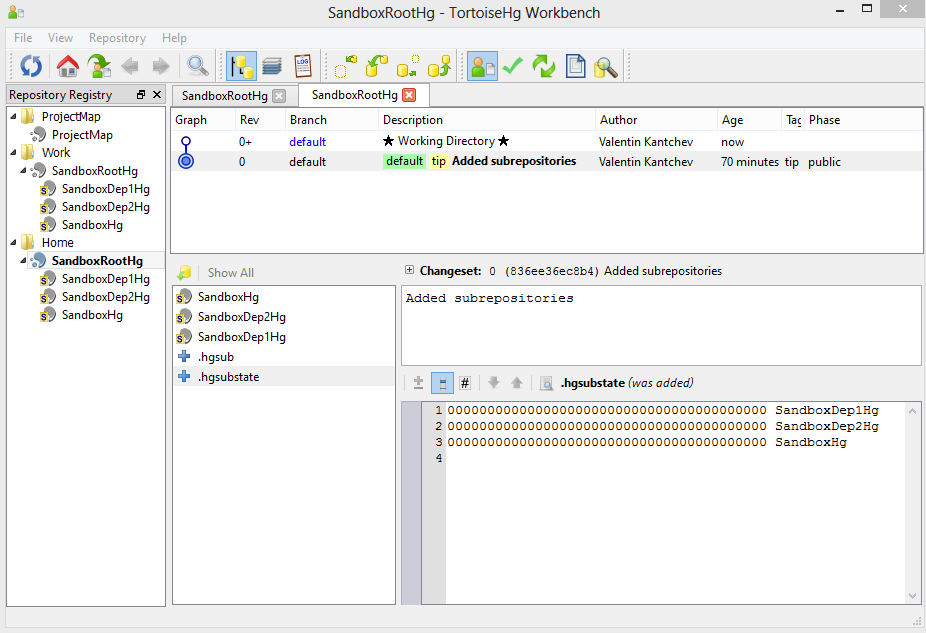 SandboxRootHg - TortoiseHg Workbench
File View Repository Help
LOG
Repository Registry
ProjectMap
ProjectMap
Work
SandboxRootHg
SandboxDep1Hg
SandboxDep2Hg
SandboxHg
Home
SandboxRootHg
SandboxDep1Hg
SandboxDep2Hg
SandboxHg
SandboxRootHg SandboxRootHg
Graph Rev Branch Description Author Age Tag Phase
0+ default ★ Working Directory ★ Valentin Kantchev now
0 default default tip Added subrepositories Valentin Kantchev 70 minutes tip public
Show All
S SandboxHg
S SandboxDep2Hg
S SandboxDep1Hg
.hgsub
.hgsubstate
Changeset: 0 (836ee36ec8b4) Added subrepositories
Added subrepositories
# .hgsubstate (was added)
1 0000000000000000000000000000000000000000 SandboxDep1Hg
2 0000000000000000000000000000000000000000 SandboxDep2Hg
3 0000000000000000000000000000000000000000 SandboxHg
4